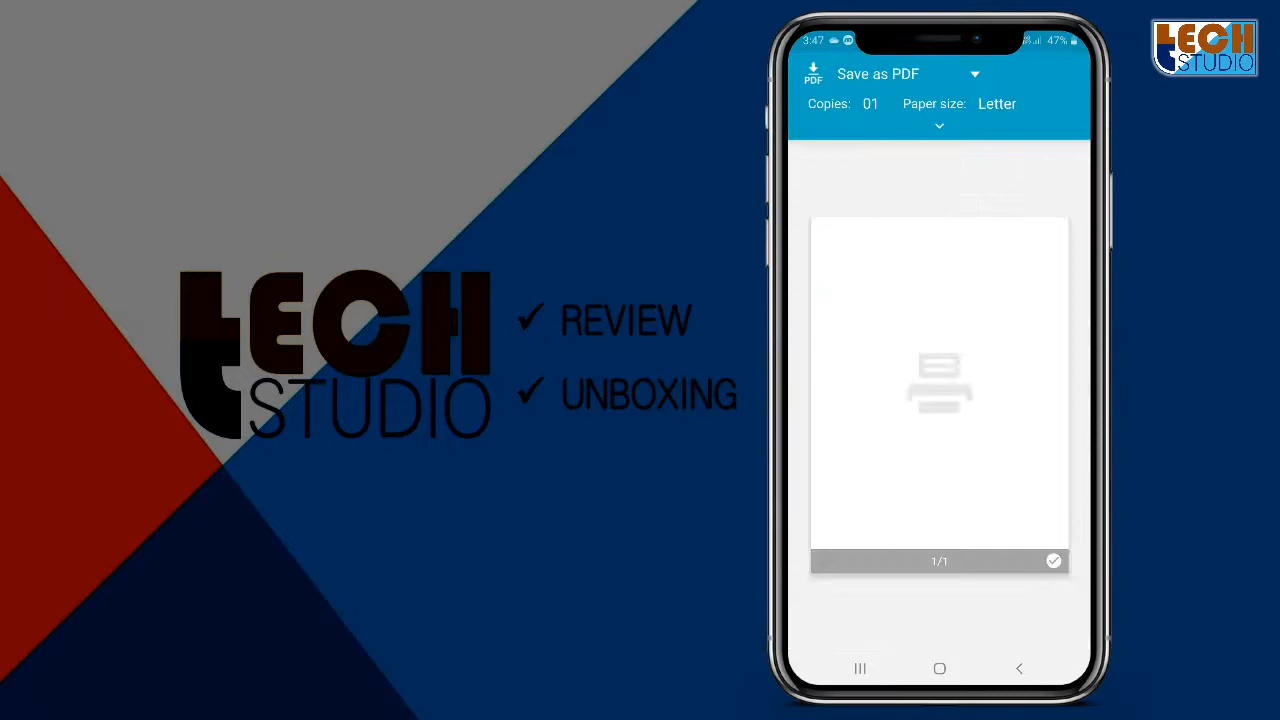 tECH
STUDIO
✓ REVIEW
✓ UNBOXING
3:47
47%
PDF
Save as PDF
Copies: 01 Paper size: Letter
1/1
tECH
STUDIO